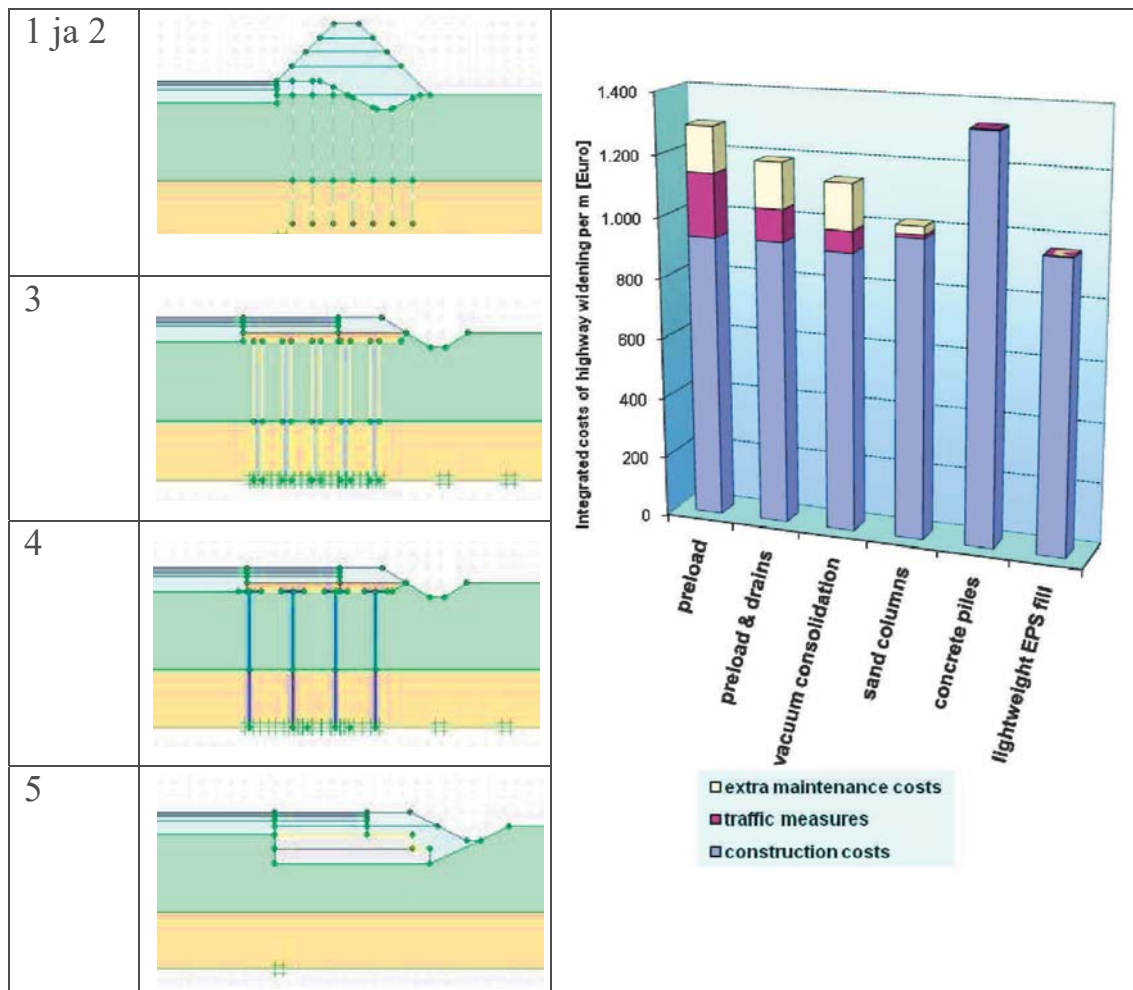 1 ja 2
3
4
5
Integrated costs of highway widening per m [Euro]
1.400
1.200
1.000
800
600
400
200
0
preload
preload & drains
vacuum consolidation
sand columns
concrete piles
lightweight EPS fill
extra maintenance costs
traffic measures
construction costs